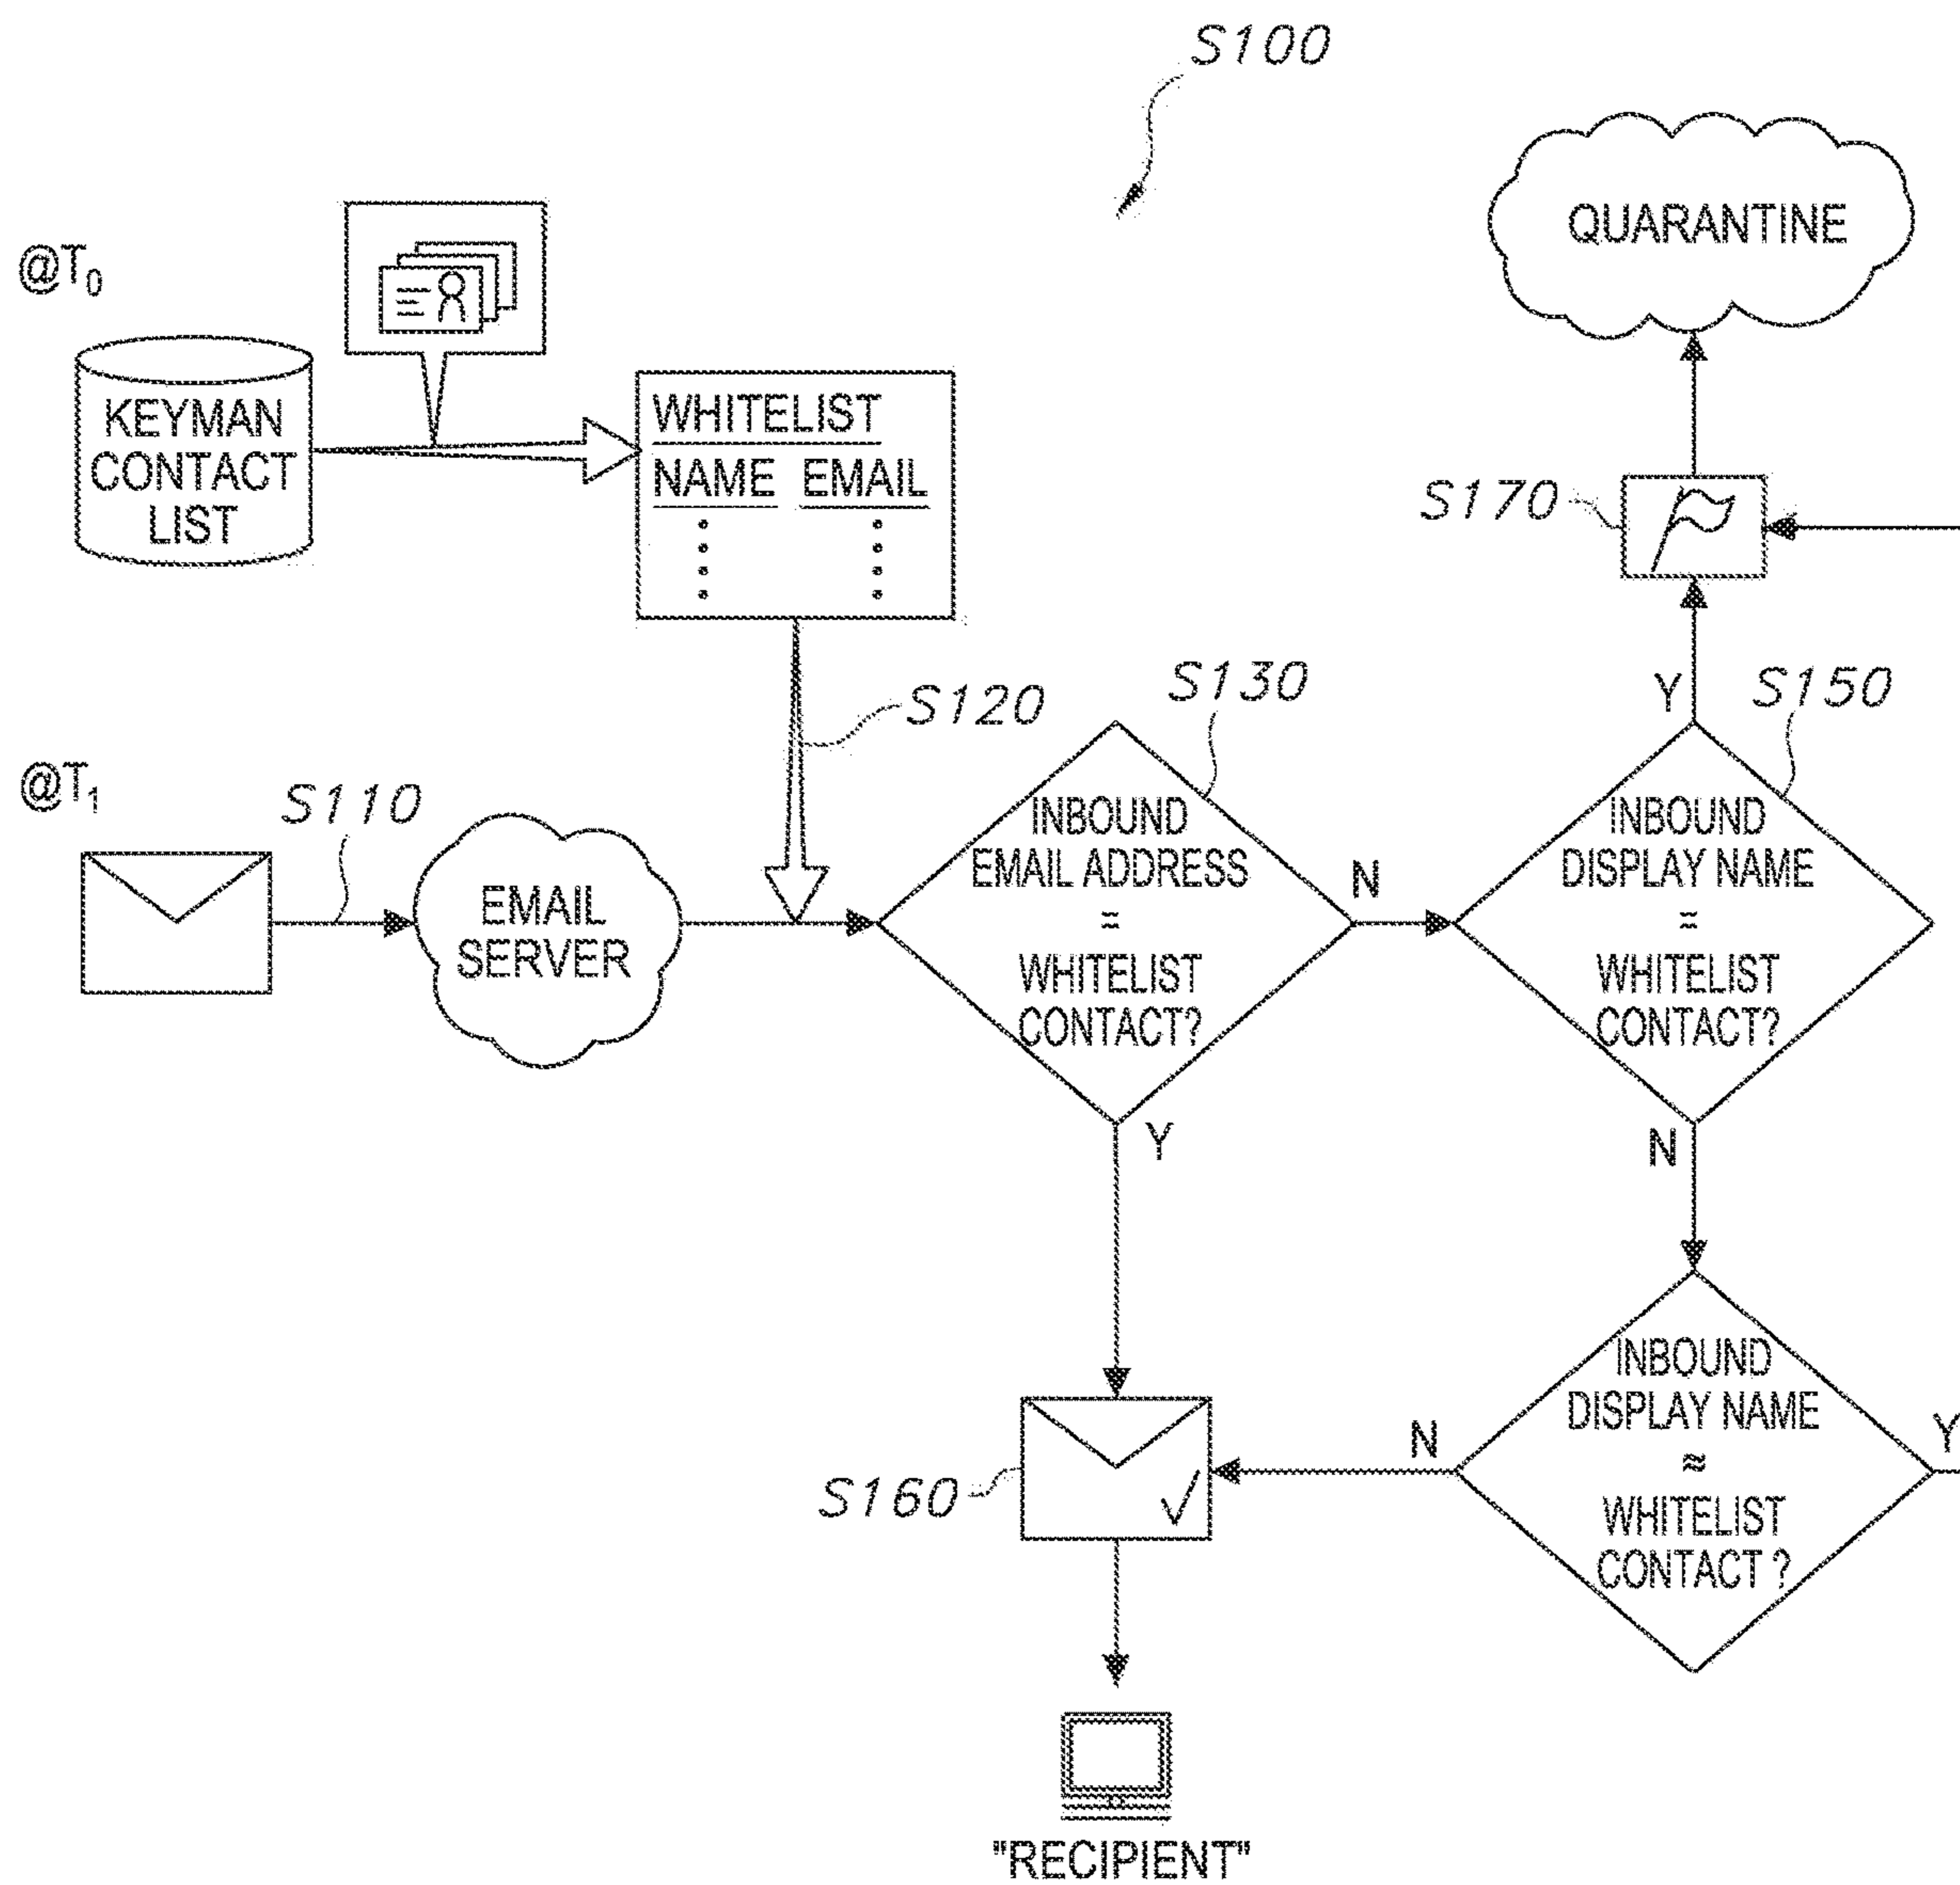 S100
QUARANTINE
@T0
KEYMAN
CONTACT
LIST
WHITELIST
NAME EMAIL
S170
S120
S130
Y
S150
@T1
S110
EMAIL
SERVER
INBOUND
EMAIL ADDRESS
=
WHITELIST
CONTACT?
N
INBOUND
DISPLAY NAME
=
WHITELIST
CONTACT?
Y
N
INBOUND
DISPLAY NAME
≈
WHITELIST
CONTACT ?
N
Y
S160
"RECIPIENT"